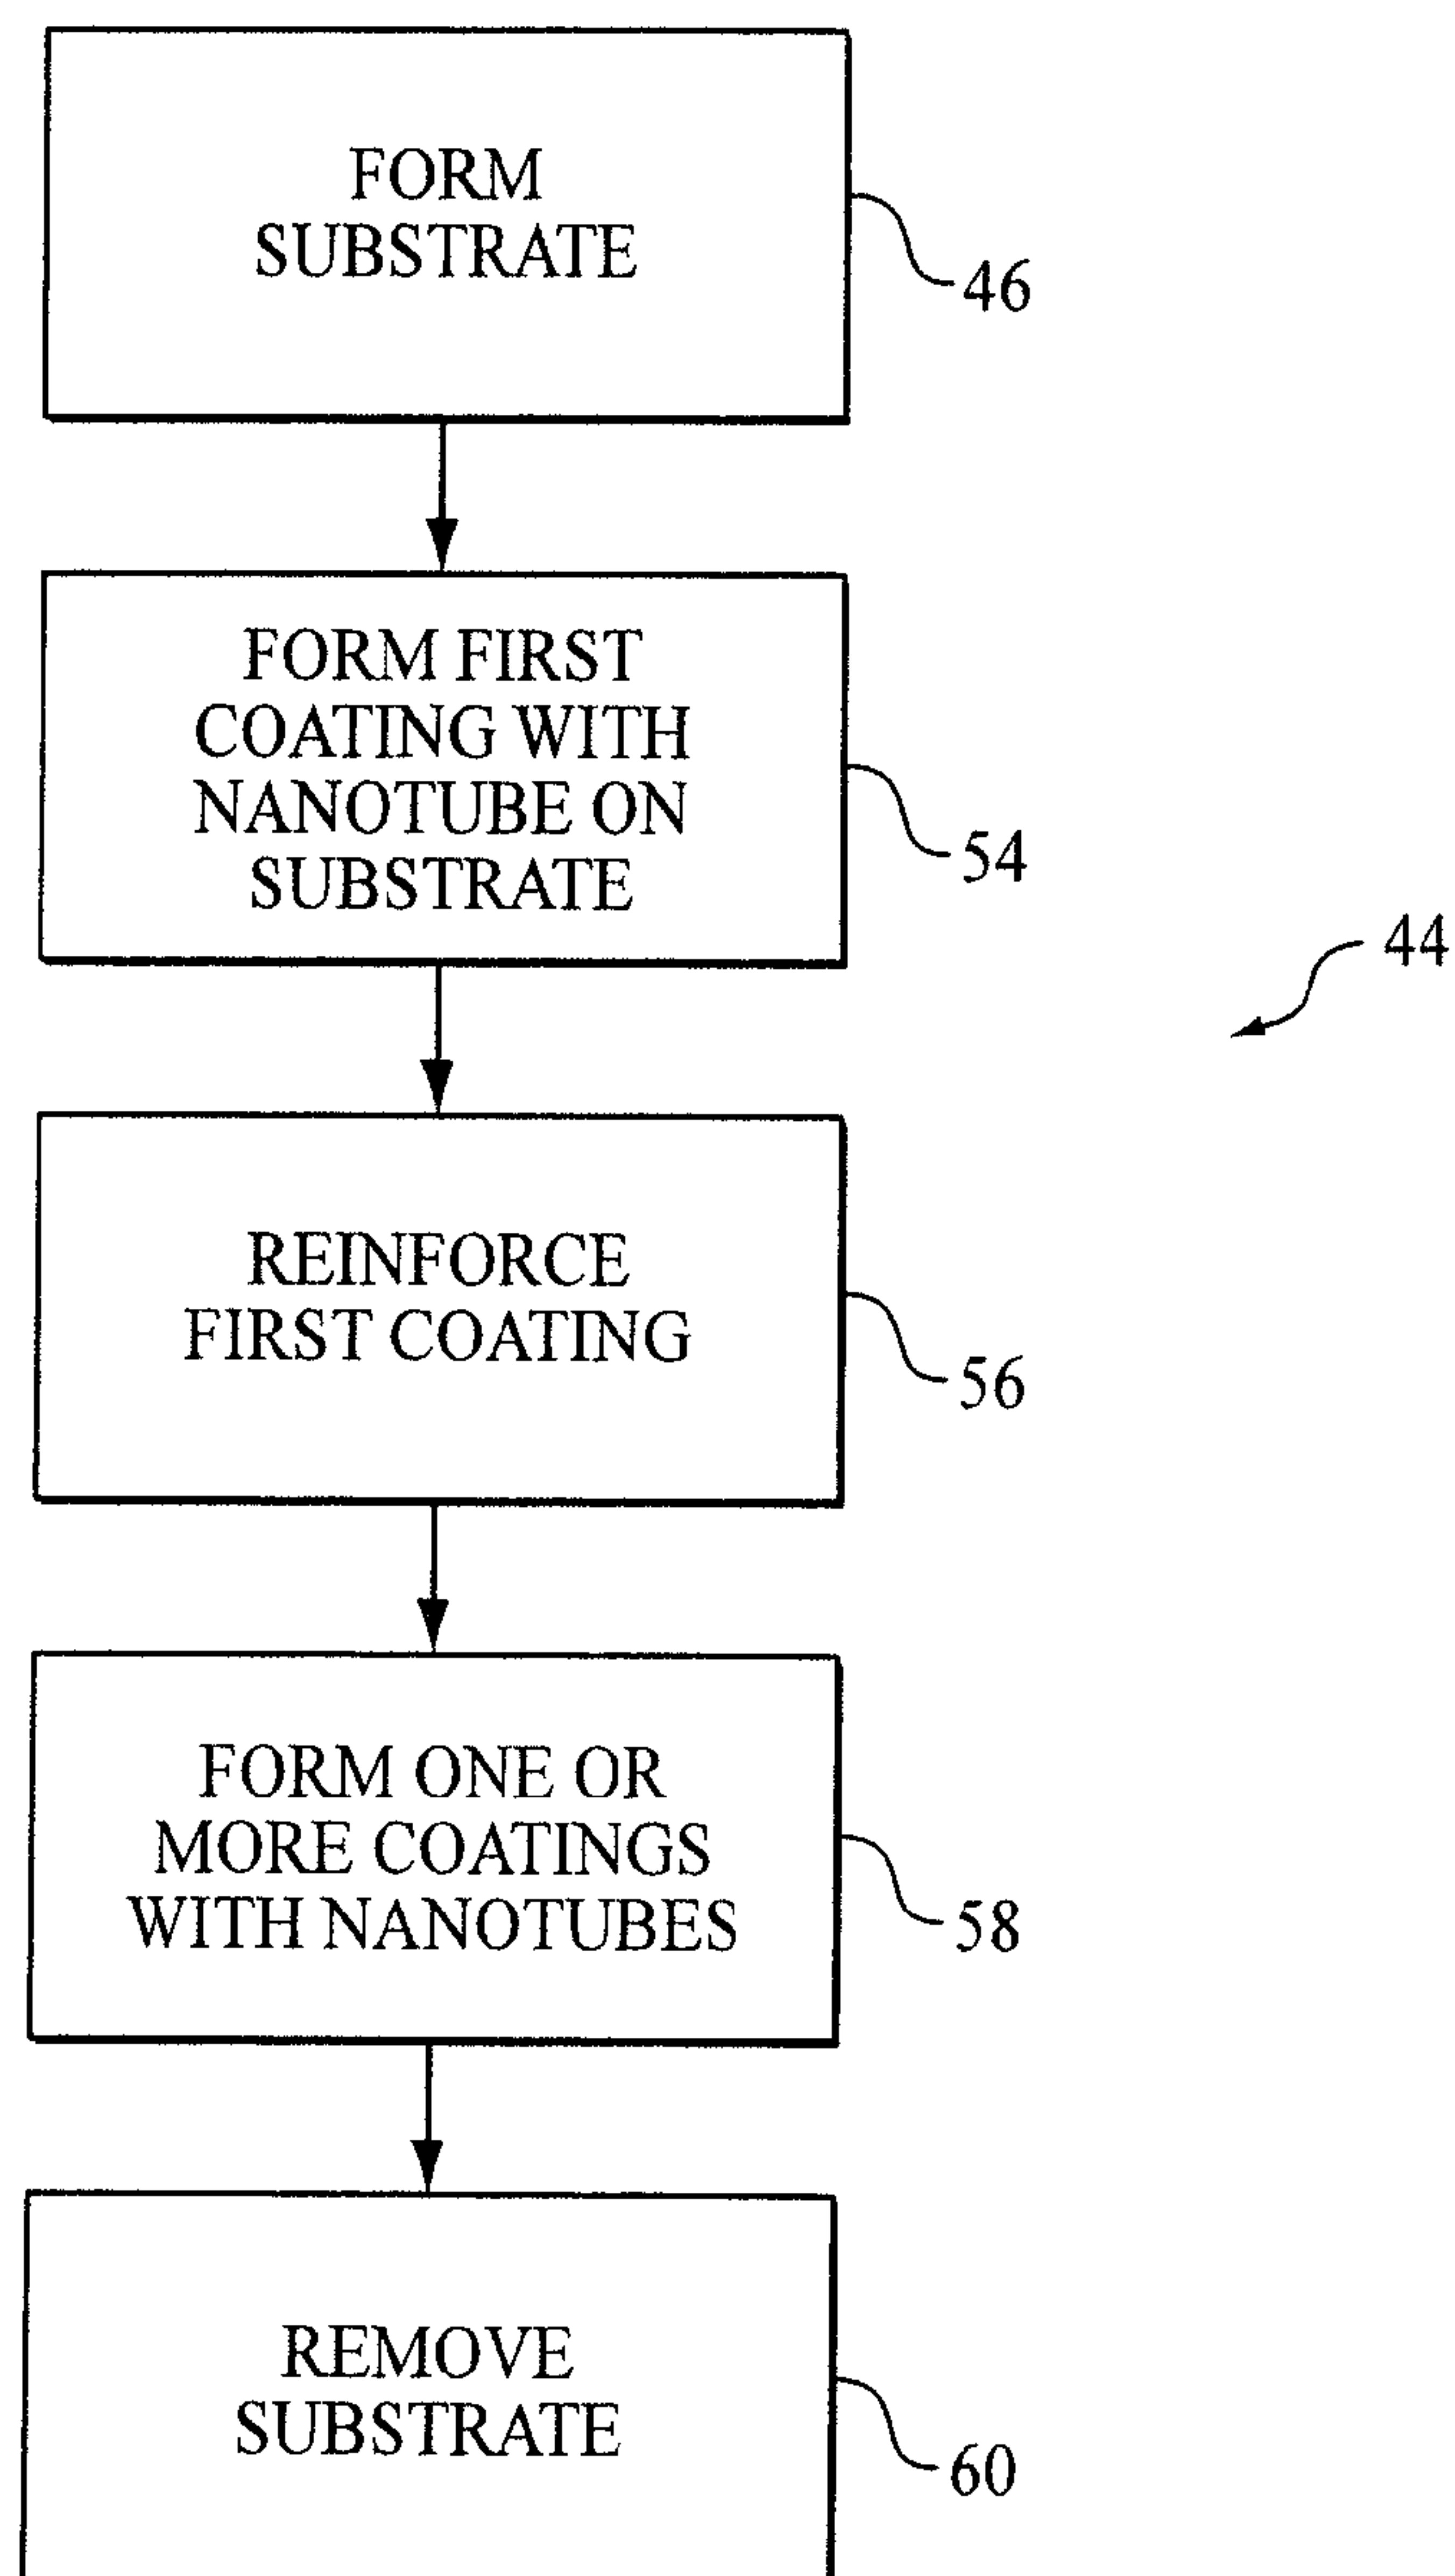 FORM
SUBSTRATE
46
FORM FIRST
COATING WITH
NANOTUBE ON
SUBSTRATE
54
44
REINFORCE
FIRST COATING
56
FORM ONE OR
MORE COATINGS
WITH NANOTUBES
58
REMOVE
SUBSTRATE
60